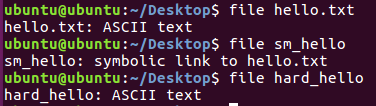 ubuntu@ubuntu:~/Desktop$ file hello.txt
hello.txt: ASCII text
ubuntu@ubuntu:~/Desktop$ file sm_hello
sm_hello: symbolic link to hello.txt
ubuntu@ubuntu:~/Desktop$ file hard_hello
hard_hello: ASCII text